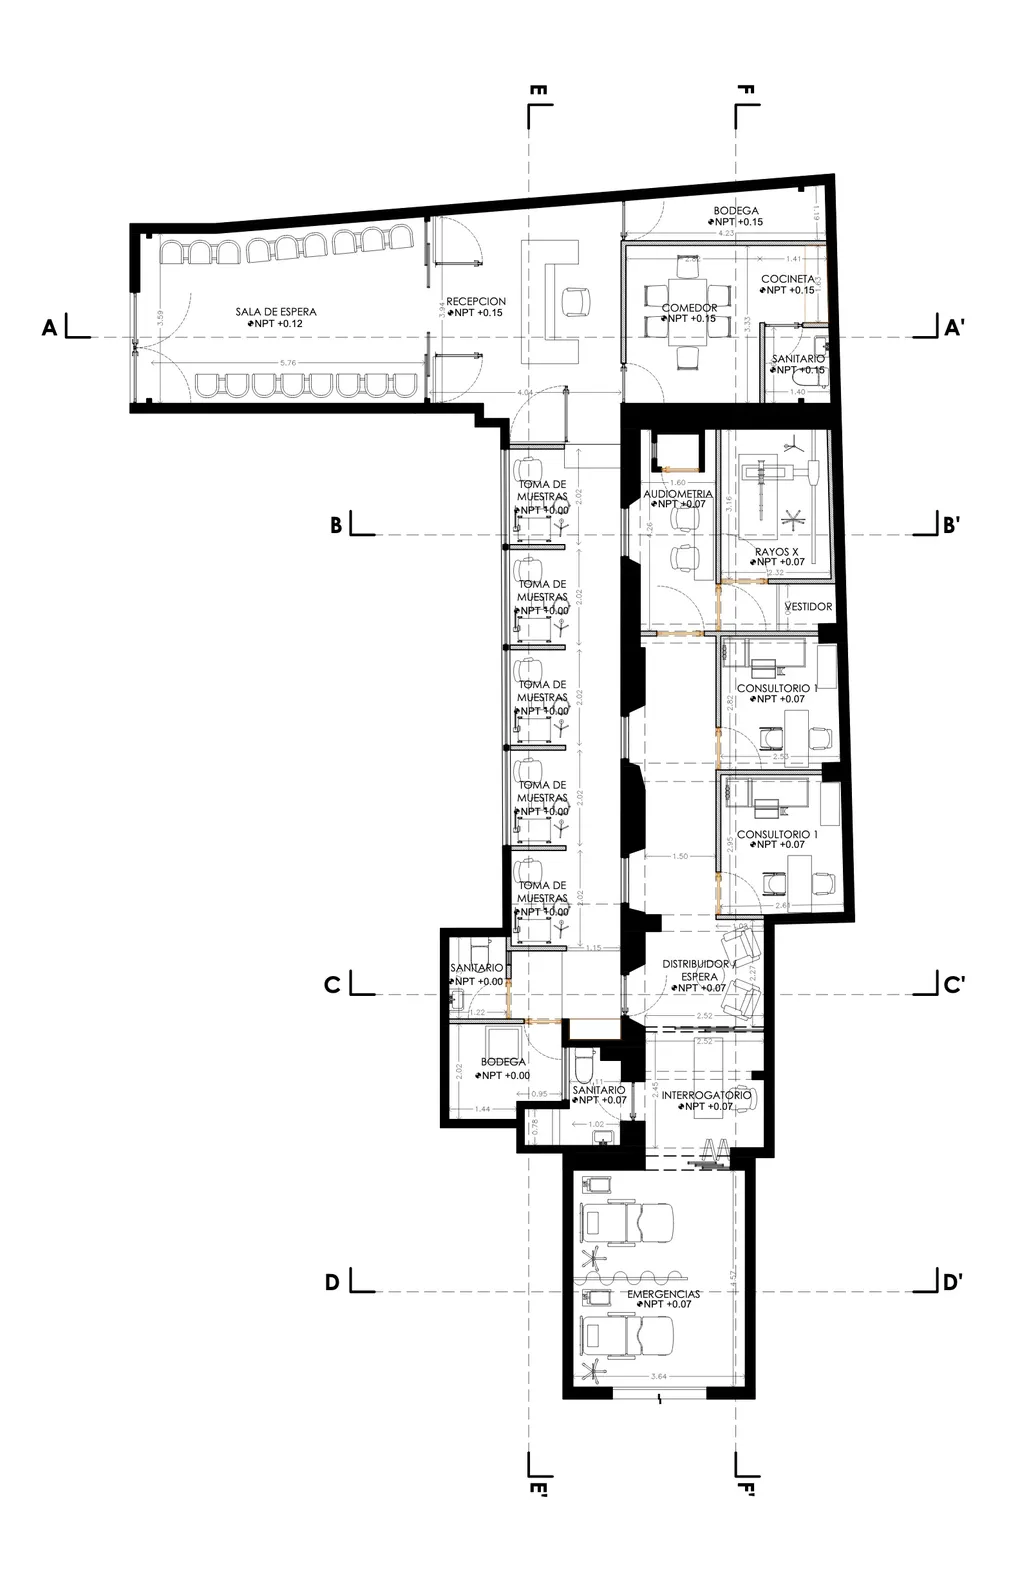 E
F
BODEGA
NPT +0.15
1.19
4.23
2.82
1.41
COCINETA
NPT +0.15
1.63
RECEPCION
NPT +0.15
SALA DE ESPERA
NPT +0.12
COMEDOR
NPT +0.15
3.59
3.94
3.33
A
A'
SANITARIO
NPT +0.15
5.76
4.04
1.40
TOMA DE
MUESTRAS
NPT +0.00
2.02
1.60
AUDIOMETRIA
NPT +0.07
3.16
4.26
B
B'
RAYOS X
NPT +0.07
2.32
TOMA DE
MUESTRAS
NPT +0.00
2.02
VESTIDOR
TOMA DE
MUESTRAS
NPT +0.00
2.02
CONSULTORIO 1
NPT +0.07
2.82
2.53
TOMA DE
MUESTRAS
NPT +0.00
2.02
CONSULTORIO 1
NPT +0.07
2.95
1.50
TOMA DE
MUESTRAS
NPT +0.00
2.02
2.61
1.15
SANITARIO
NPT +0.00
DISTRIBUIDOR /
ESPERA
NPT +0.07
2.27
C
C'
1.22
2.52
2.52
BODEGA
NPT +0.00
2.02
0.95
1.44
SANITARIO
NPT +0.07
2.45
INTERROGATORIO
NPT +0.07
0.78
1.02
D
D'
EMERGENCIAS
NPT +0.07
4.57
3.64
E'
F'